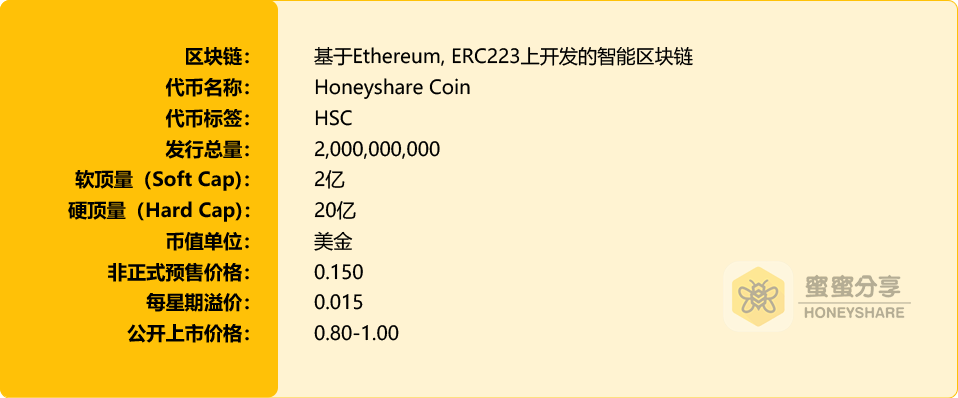 区块链： 基于Ethereum, ERC223上开发的智能区块链
代币名称： Honeyshare Coin
代币标签： HSC
发行总量： 2,000,000,000
软顶量（Soft Cap)： 2亿
硬顶量（Hard Cap)： 20亿
币值单位： 美金
非正式预售价格： 0.150
每星期溢价： 0.015
公开上市价格： 0.80-1.00
蜜蜜分享
HONEYSHARE